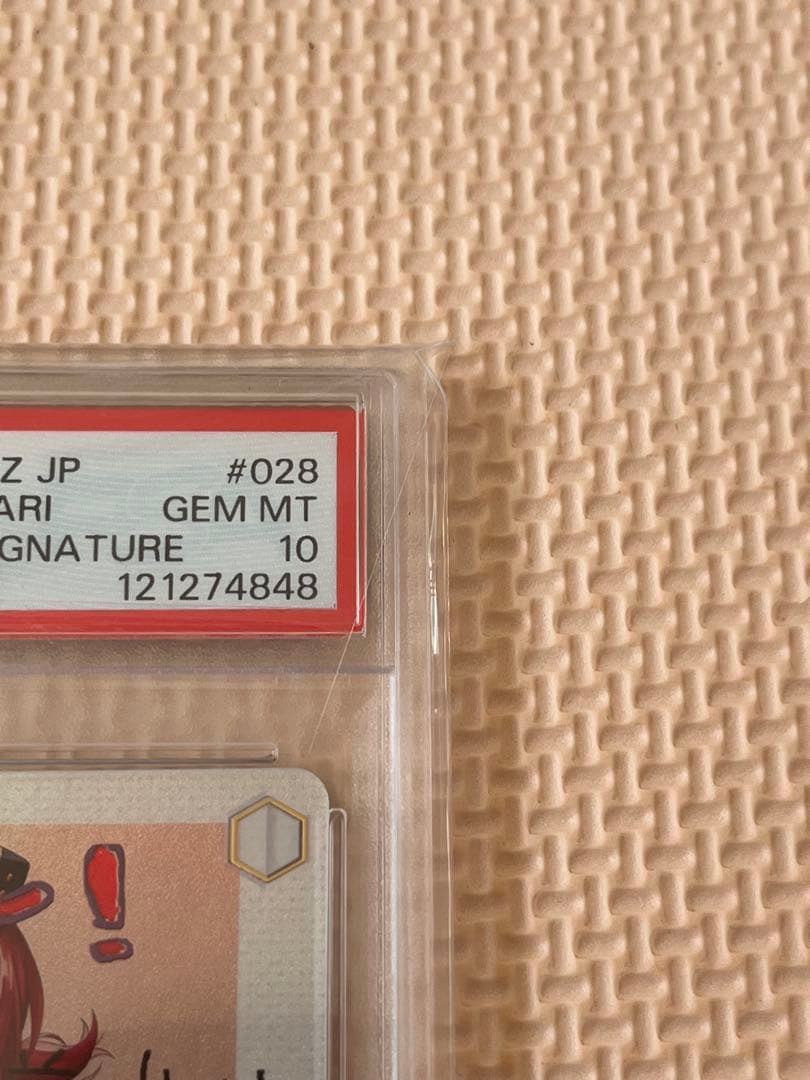 Z JP #028
ARI GEM MT
GNATURE 10
121274848
!